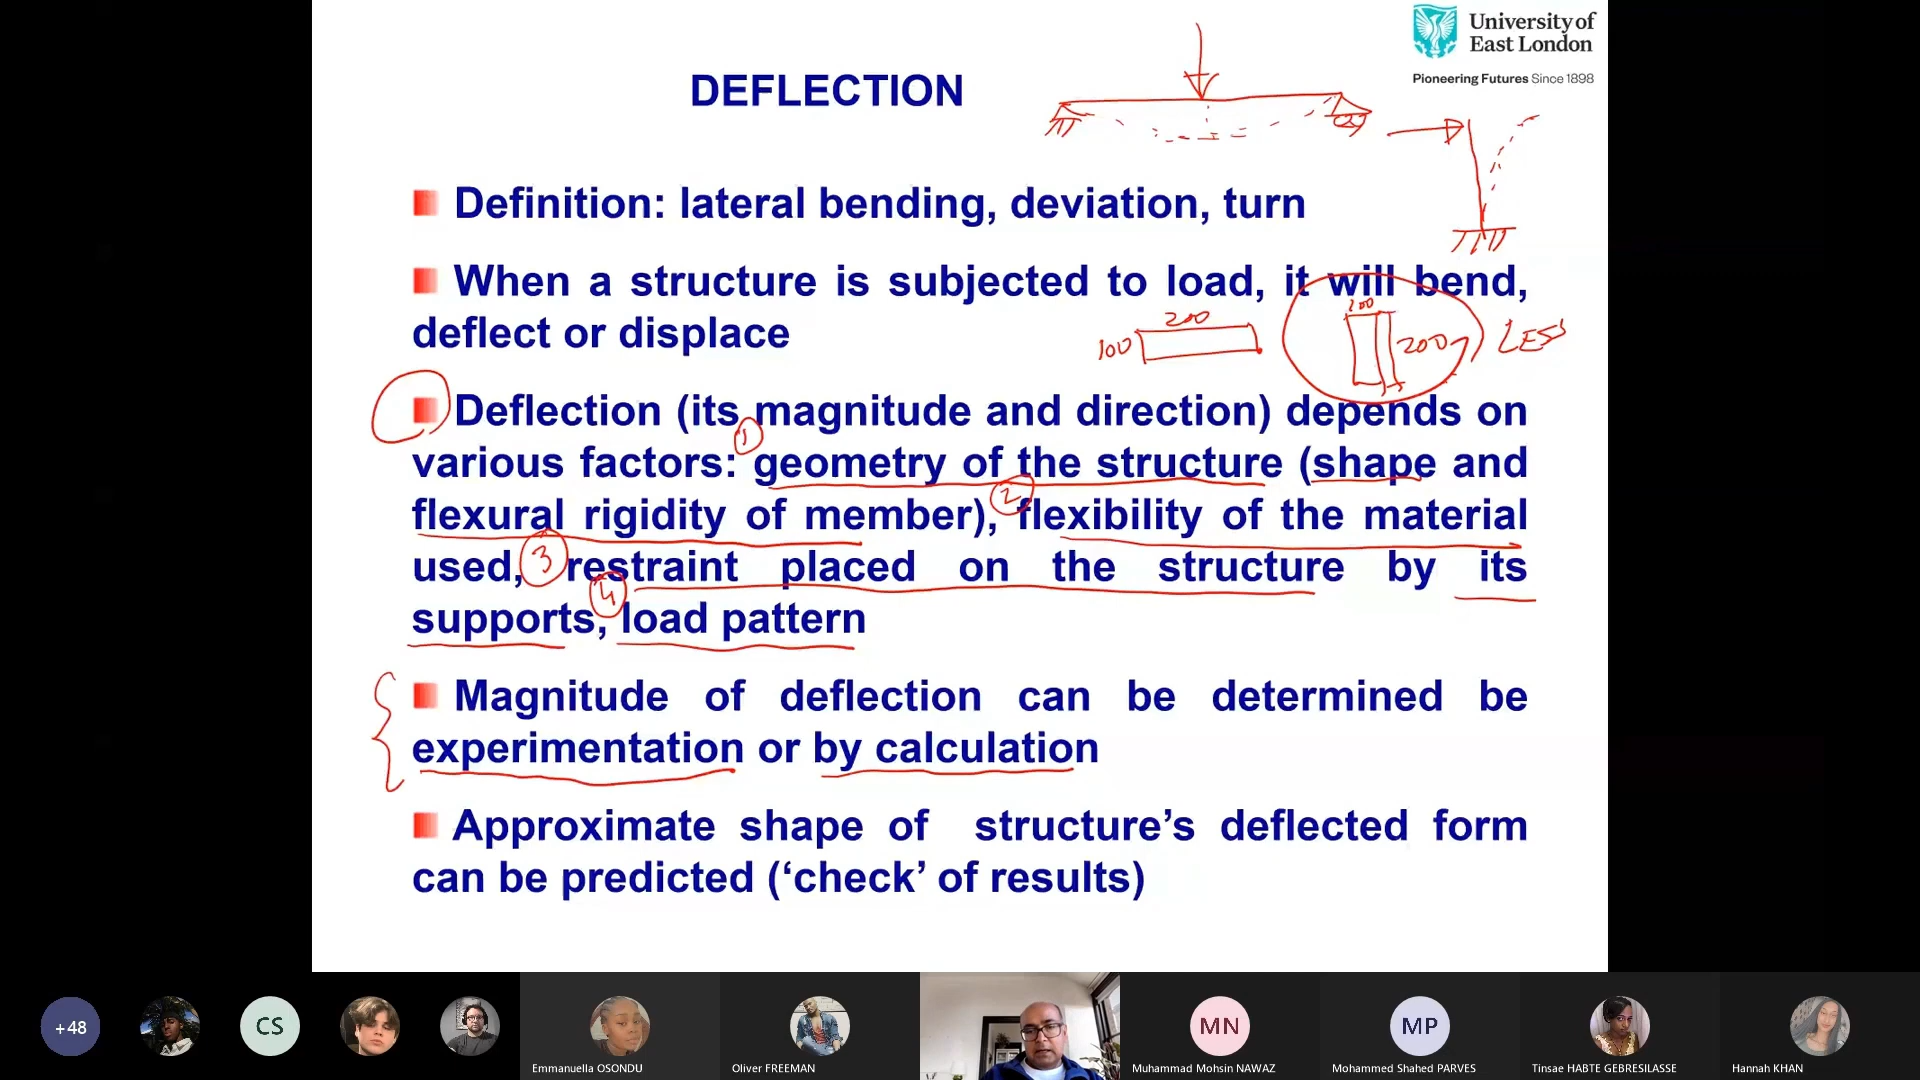 University of
East London
Pioneering Futures Since 1898
DEFLECTION
Definition: lateral bending, deviation, turn
When a structure is subjected to load, it will bend,
deflect or displace
200
100
100
200
LESS
Deflection (its magnitude and direction) depends on
1
various factors: geometry of the structure (shape and
2
flexural rigidity of member), flexibility of the material
3
used, restraint placed on the structure by its
4
supports, load pattern
Magnitude of deflection can be determined be
experimentation or by calculation
Approximate shape of structure’s deflected form
can be predicted (‘check’ of results)
+48
CS
Emmanuella OSONDU
Oliver FREEMAN
MN
Muhammad Mohsin NAWAZ
MP
Mohammed Shahed PARVES
Tinsae HABTE GEBRESILASSE
Hannah KHAN